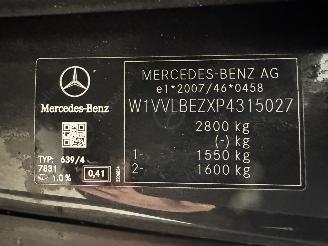 MERCEDES-BENZ AG
e1*2007/46*0458
W1VVLBEZXP4315027
2800 kg
(-) kg
1- 1550 kg
2- 1600 kg
Mercedes-Benz
TYP: 639/4
7831
1.0% 0,41